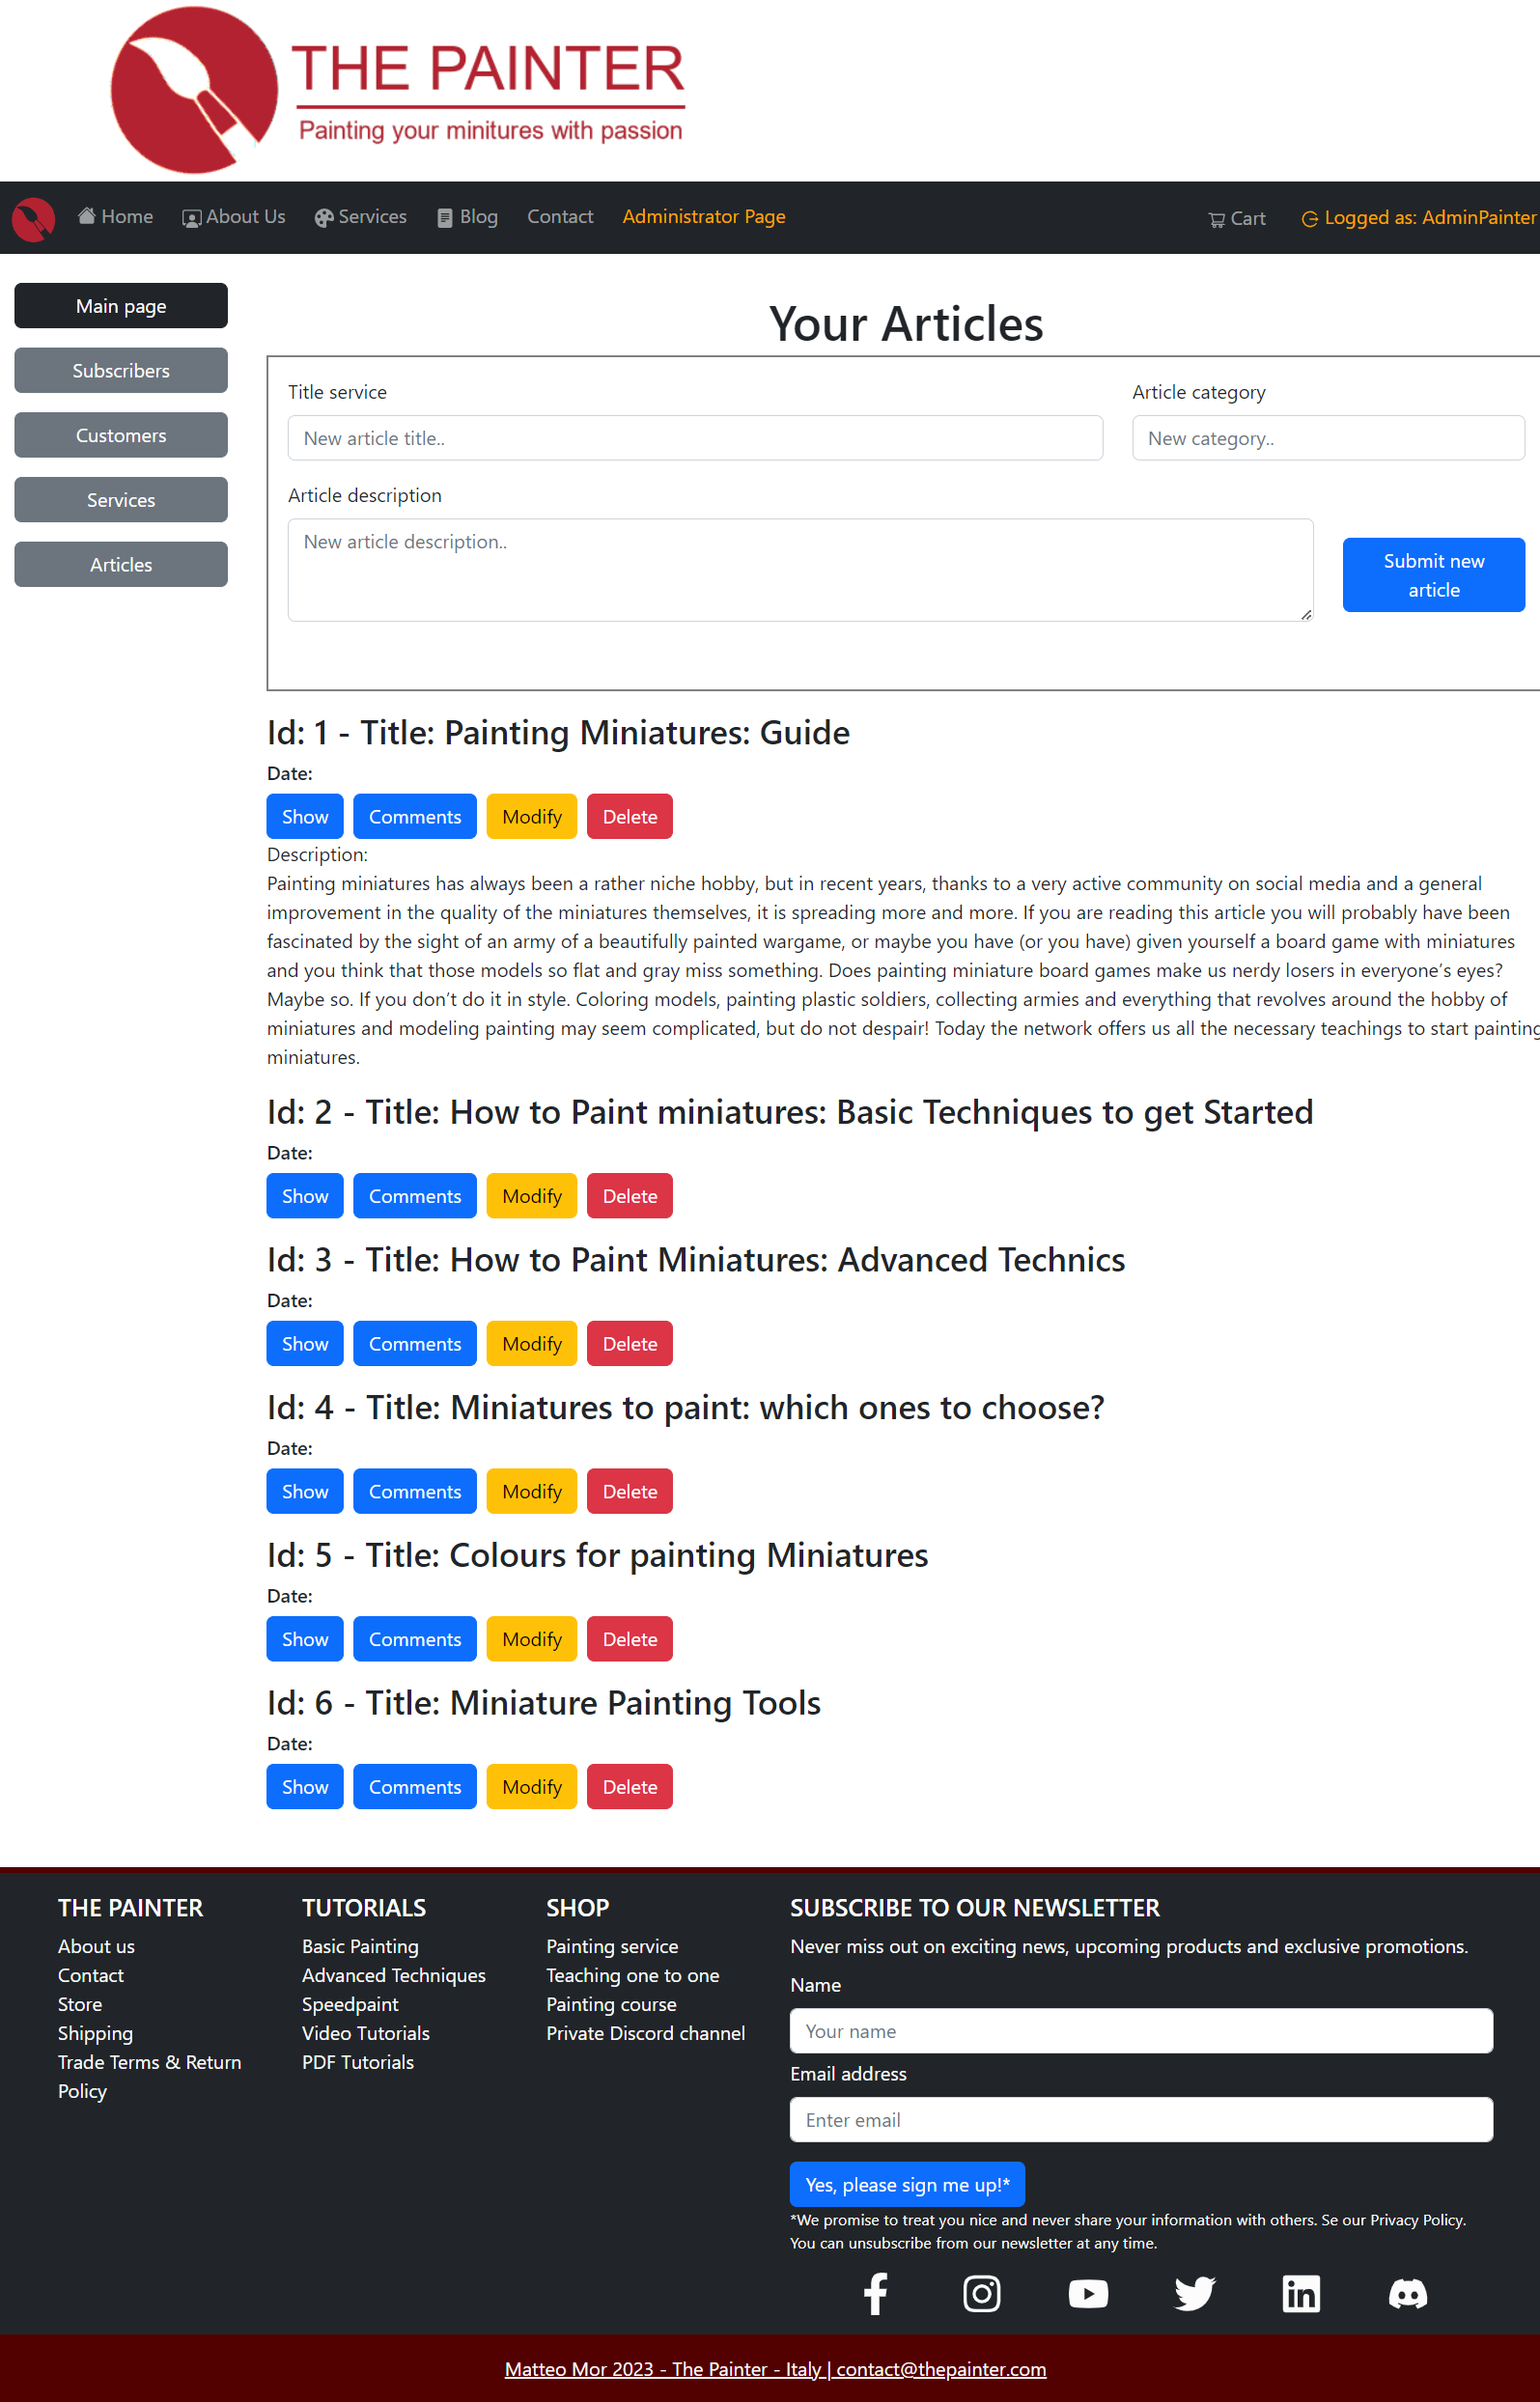 THE PAINTER
Painting your minitures with passion
Home About Us Services Blog Contact Administrator Page Cart Logged as: AdminPainter
Main page
Subscribers
Customers
Services
Articles
Your Articles
Title service Article category
New article title.. New category..
Article description
New article description..
Submit new
article
Id: 1 - Title: Painting Miniatures: Guide
Date:
Show Comments Modify Delete
Description:
Painting miniatures has always been a rather niche hobby, but in recent years, thanks to a very active community on social media and a general
improvement in the quality of the miniatures themselves, it is spreading more and more. If you are reading this article you will probably have been
fascinated by the sight of an army of a beautifully painted wargame, or maybe you have (or you have) given yourself a board game with miniatures
and you think that those models so flat and gray miss something. Does painting miniature board games make us nerdy losers in everyone’s eyes?
Maybe so. If you don’t do it in style. Coloring models, painting plastic soldiers, collecting armies and everything that revolves around the hobby of
miniatures and modeling painting may seem complicated, but do not despair! Today the network offers us all the necessary teachings to start painting
miniatures.
Id: 2 - Title: How to Paint miniatures: Basic Techniques to get Started
Date:
Show Comments Modify Delete
Id: 3 - Title: How to Paint Miniatures: Advanced Technics
Date:
Show Comments Modify Delete
Id: 4 - Title: Miniatures to paint: which ones to choose?
Date:
Show Comments Modify Delete
Id: 5 - Title: Colours for painting Miniatures
Date:
Show Comments Modify Delete
Id: 6 - Title: Miniature Painting Tools
Date:
Show Comments Modify Delete
THE PAINTER
About us
Contact
Store
Shipping
Trade Terms & Return
Policy
TUTORIALS
Basic Painting
Advanced Techniques
Speedpaint
Video Tutorials
PDF Tutorials
SHOP
Painting service
Teaching one to one
Painting course
Private Discord channel
SUBSCRIBE TO OUR NEWSLETTER
Never miss out on exciting news, upcoming products and exclusive promotions.
Name
Your name
Email address
Enter email
Yes, please sign me up!*
*We promise to treat you nice and never share your information with others. Se our Privacy Policy.
You can unsubscribe from our newsletter at any time.
Matteo Mor 2023 - The Painter - Italy | contact@thepainter.com